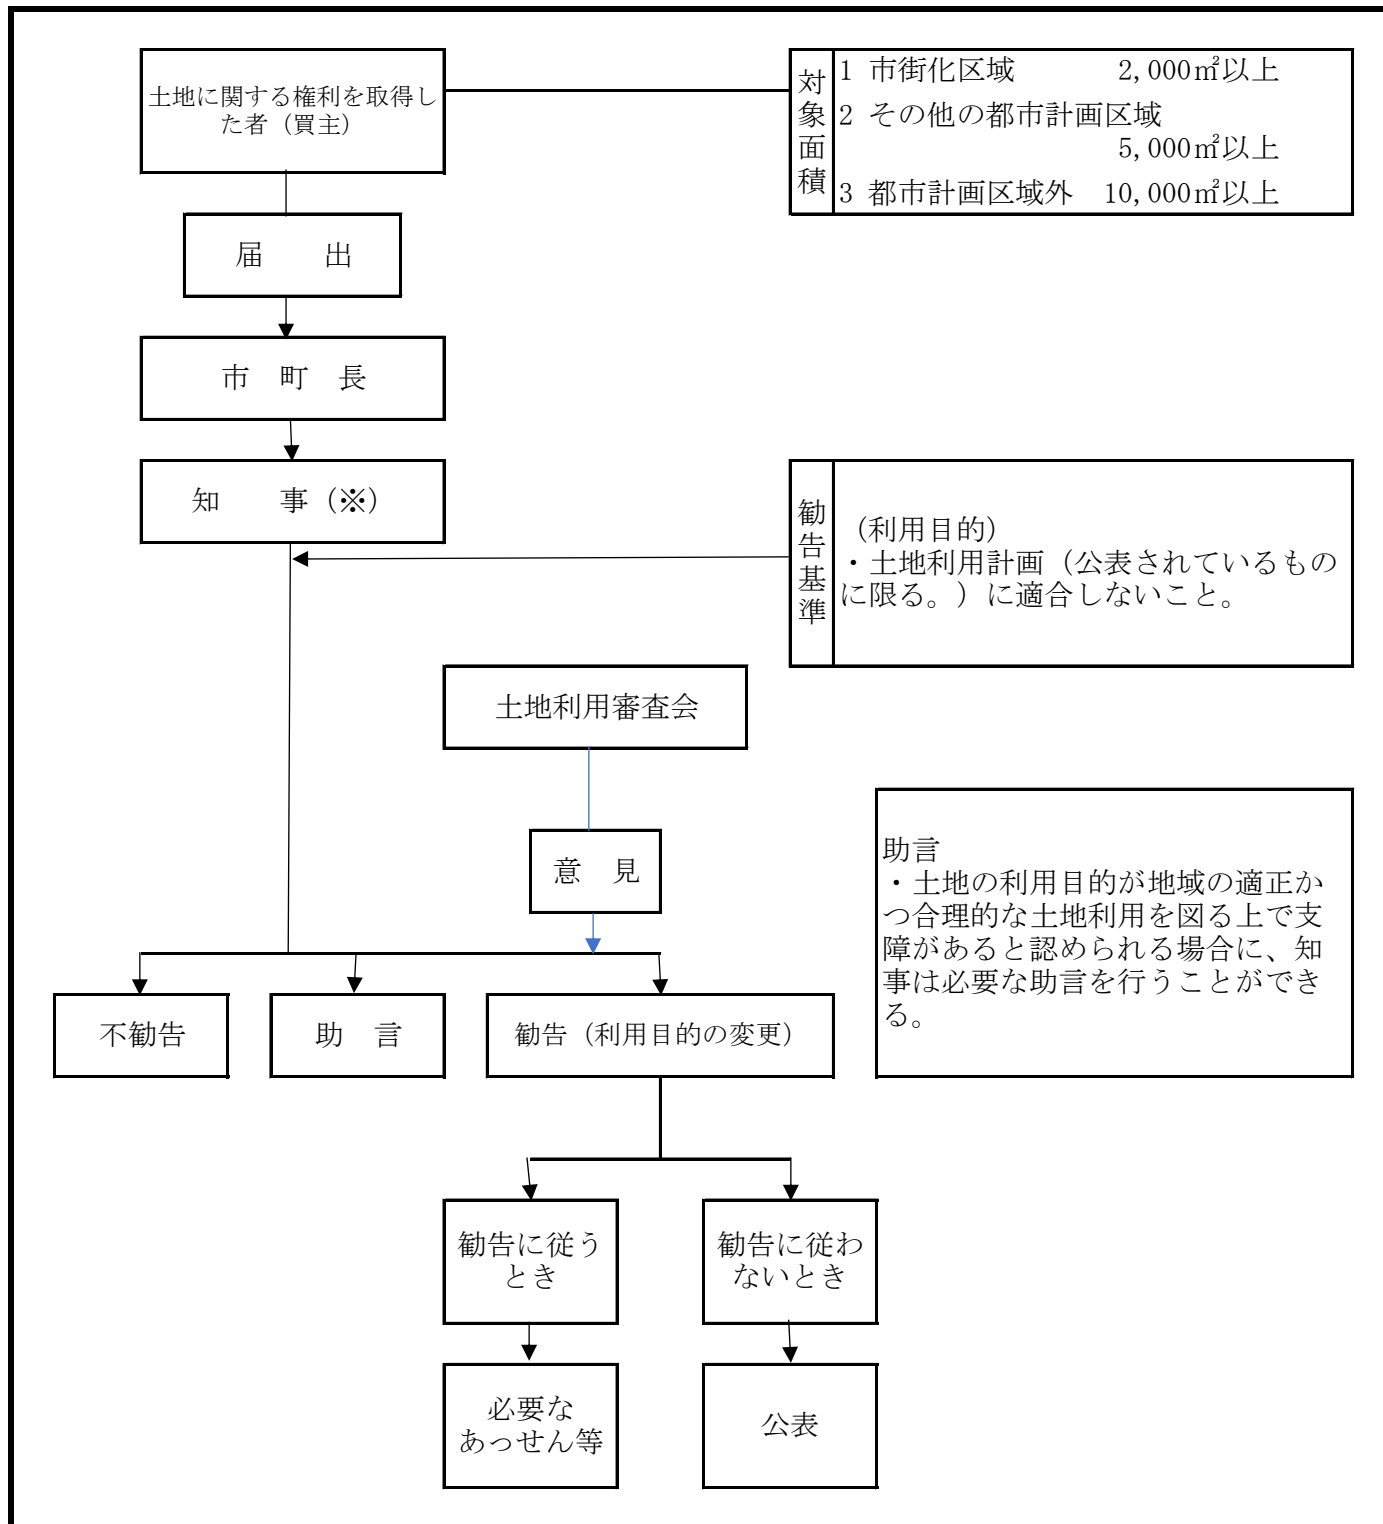 土地に関する権利を取得し
た者（買主）
対象面積
1 市街化区域 2,000㎡以上
2 その他の都市計画区域
5,000㎡以上
3 都市計画区域外 10,000㎡以上
届 出
市 町 長
知 事（※）
勧告基準
（利用目的）
・土地利用計画（公表されているもの
に限る。）に適合しないこと。
土地利用審査会
意 見
助言
・土地の利用目的が地域の適正か
つ合理的な土地利用を図る上で支
障があると認められる場合に、知
事は必要な助言を行うことができ
る。
不勧告
助 言
勧告（利用目的の変更）
勧告に従う
とき
勧告に従わ
ないとき
必要な
あっせん等
公表